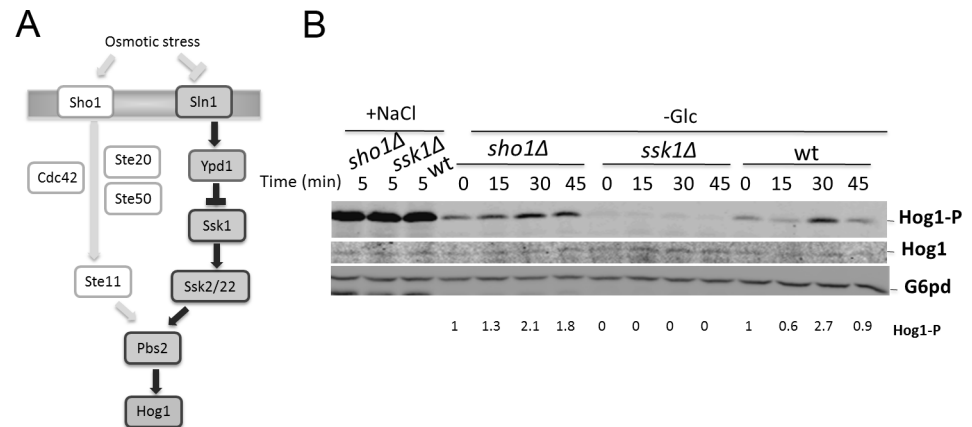 A
Osmotic stress
Sho1
Sln1
Cdc42
Ste20
Ste50
Ypd1
Ssk1
Ste11
Ssk2/22
Pbs2
Hog1
B
+NaCl
-Glc
sho1Δ ssk1Δ wt
sho1Δ ssk1Δ wt
Time (min) 5 5 5 0 15 30 45 0 15 30 45 0 15 30 45
Hog1-P
Hog1
G6pd
1 1.3 2.1 1.8 0 0 0 0 1 0.6 2.7 0.9 Hog1-P